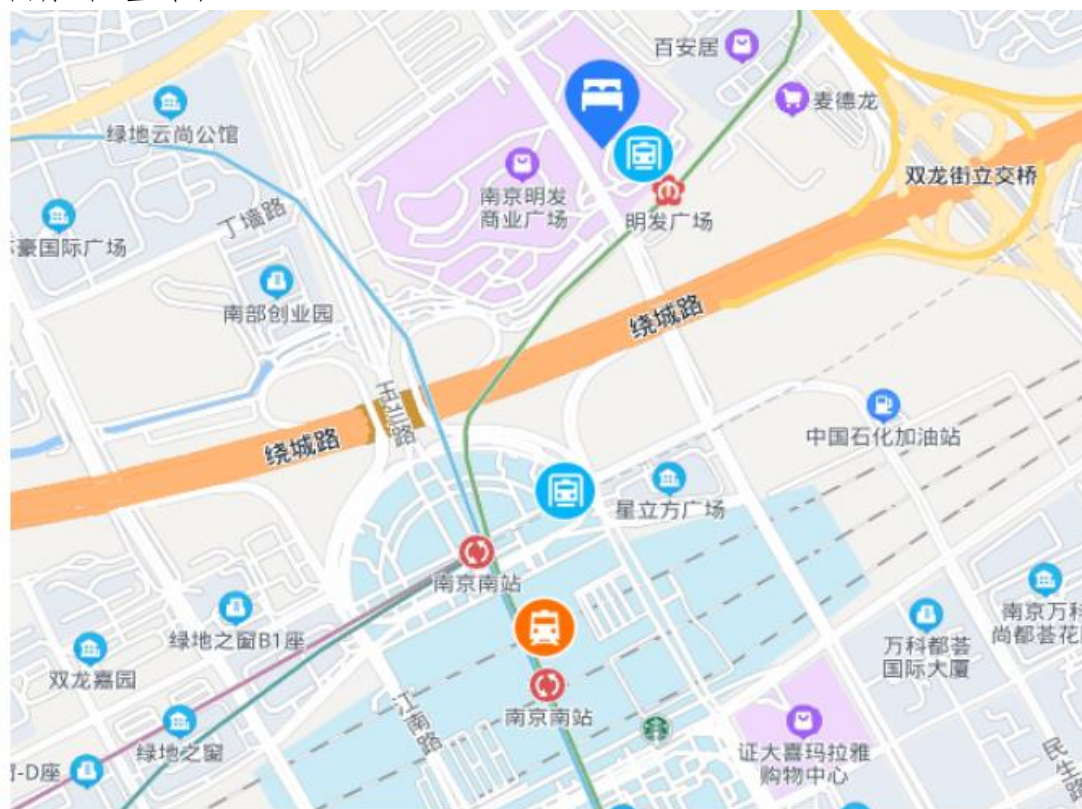 百安居
麦德龙
绿地云尚公馆
双龙街立交桥
南京明发
商业广场
明发广场
丁墙路
豪国际广场
南部创业园
绕城路
玉兰路
中国石化加油站
绕城路
星立方广场
南京南站
绿地之窗B1座
南京万科
尚都荟花
万科都荟
国际大厦
双龙嘉园
江南路
南京南站
绿地之窗
证大喜玛拉雅
购物中心
民生路
-D座